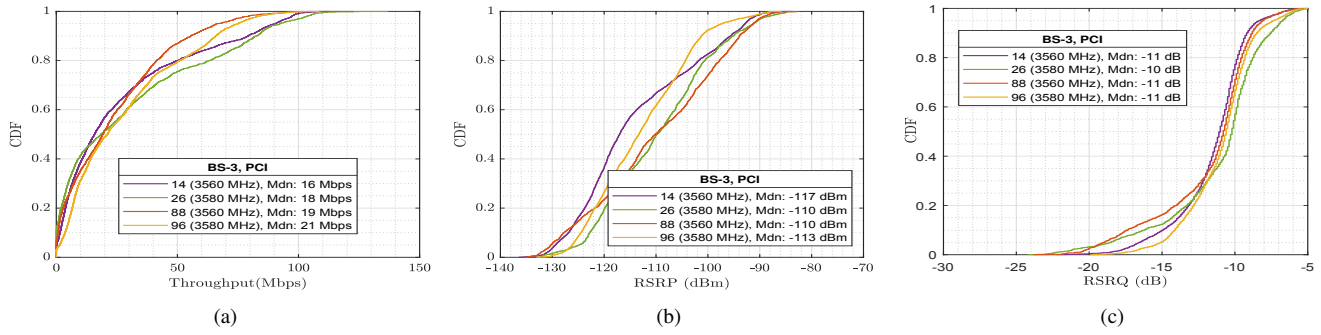 1
0.8
0.6
0.4
0.2
0
CDF
BS-3, PCI
14 (3560 MHz), Mdn: 16 Mbps
26 (3580 MHz), Mdn: 18 Mbps
88 (3560 MHz), Mdn: 19 Mbps
96 (3580 MHz), Mdn: 21 Mbps
0 50 100 150
Throughput(Mbps)
(a)
1
0.8
0.6
0.4
0.2
0
CDF
BS-3, PCI
14 (3560 MHz), Mdn: -117 dBm
26 (3580 MHz), Mdn: -110 dBm
88 (3560 MHz), Mdn: -110 dBm
96 (3580 MHz), Mdn: -113 dBm
-140 -130 -120 -110 -100 -90 -80 -70
RSRP (dBm)
(b)
1
0.8
0.6
0.4
0.2
0
CDF
BS-3, PCI
14 (3560 MHz), Mdn: -11 dB
26 (3580 MHz), Mdn: -10 dB
88 (3560 MHz), Mdn: -11 dB
96 (3580 MHz), Mdn: -11 dB
-30 -25 -20 -15 -10 -5
RSRQ (dB)
(c)